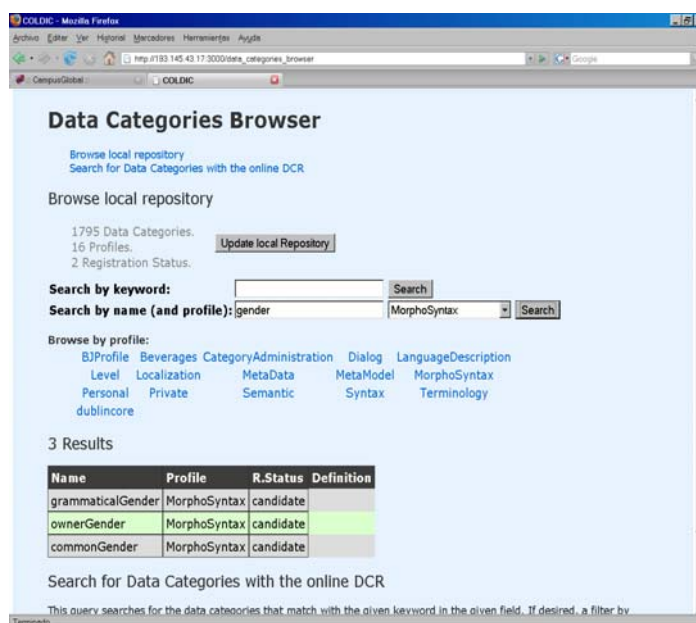 COLDIC - Mozilla Firefox
Archivo Editar Ver Historial Marcadores Herramientas Ayuda
http://193.145.43.17:3000/data_categories_browser
Google
CampusGlobal :
COLDIC
Data Categories Browser
Browse local repository
Search for Data Categories with the online DCR
Browse local repository
1795 Data Categories.
16 Profiles.
2 Registration Status.
Update local Repository
Search by keyword: Search
Search by name (and profile): gender MorphoSyntax Search
Browse by profile:
BJProfile Beverages CategoryAdministration Dialog LanguageDescription
Level Localization MetaData MetaModel MorphoSyntax
Personal Private Semantic Syntax Terminology
dublincore
3 Results
Name Profile R.Status Definition
grammaticalGender MorphoSyntax candidate
ownerGender MorphoSyntax candidate
commonGender MorphoSyntax candidate
Search for Data Categories with the online DCR
This query searches for the data categories that match with the given keyword in the given field. If desired, a filter by
Terminado